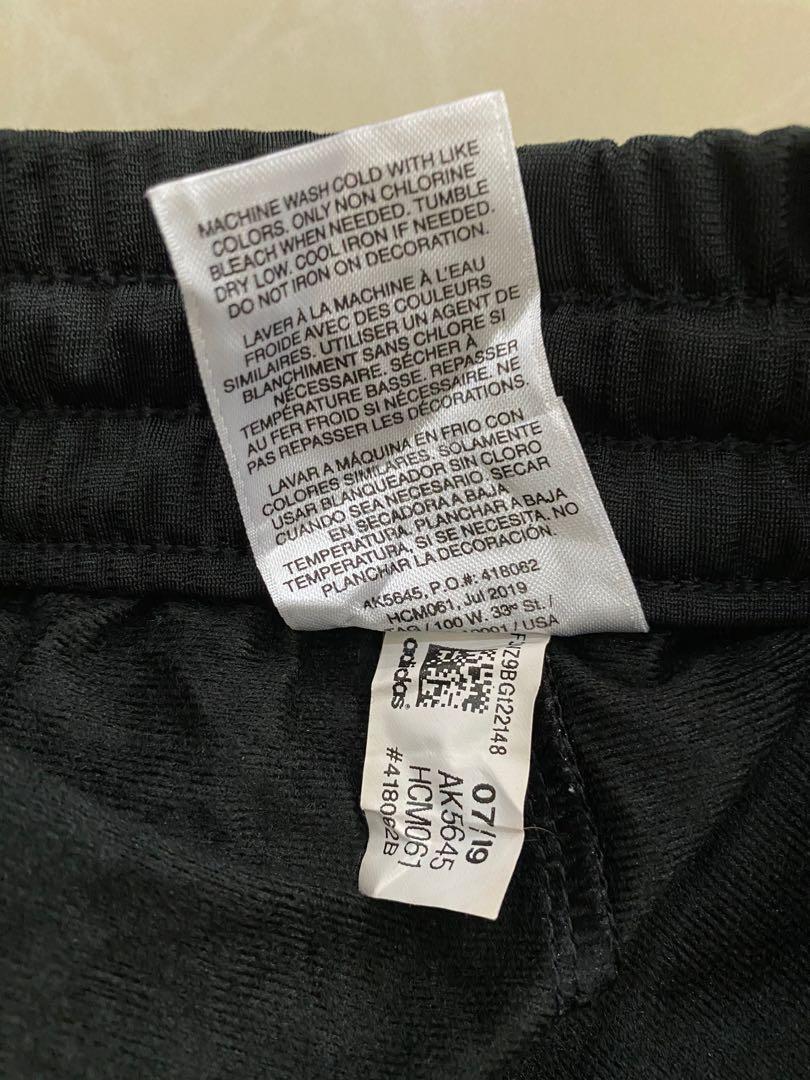 MACHINE WASH COLD WITH LIKE
COLORS. ONLY NON CHLORINE
BLEACH WHEN NEEDED. TUMBLE
DRY LOW. COOL IRON IF NEEDED.
DO NOT IRON ON DECORATION.
LAVER À LA MACHINE À L'EAU
FROIDE AVEC DES COULEURS
SIMILAIRES. UTILISER UN AGENT DE
BLANCHIMENT SANS CHLORE SI
NÉCESSAIRE. SÉCHER À
TEMPÉRATURE BASSE. REPASSER
AU FER FROID SI NÉCESSAIRE. NE
PAS REPASSER LES DÉCORATIONS.
LAVAR A MÁQUINA EN FRIO CON
COLORES SIMILARES. SOLAMENTE
USAR BLANQUEADOR SIN CLORO
CUANDO SEA NECESARIO. SECAR
EN SECADORA A BAJA
TEMPERATURA. PLANCHAR A BAJA
TEMPERATURA, SI SE NECESITA. NO
PLANCHAR LA DECORACIÓN.
AK5645, P.O.#: 418062
HCM061, Jul 2019
/ 100 W. 33rd St. /
/ USA
adidas
07/19
AK5645
HCM061
#418062B